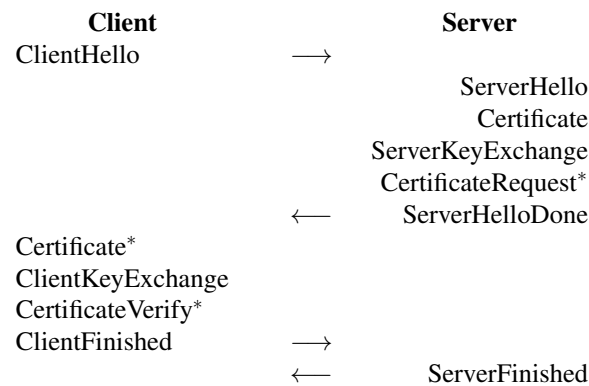 Client Server
ClientHello ⟶
ServerHello
Certificate
ServerKeyExchange
CertificateRequest*
⟵ ServerHelloDone
Certificate*
ClientKeyExchange
CertificateVerify*
ClientFinished ⟶
⟵ ServerFinished